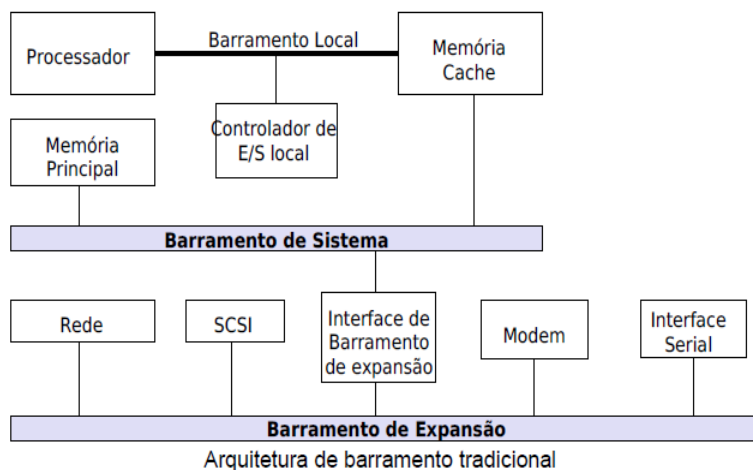 Processador
Barramento Local
Memória
Cache
Controlador de
E/S local
Memória
Principal
Barramento de Sistema
Rede
SCSI
Interface de
Barramento
de expansão
Modem
Interface
Serial
Barramento de Expansão
Arquitetura de barramento tradicional